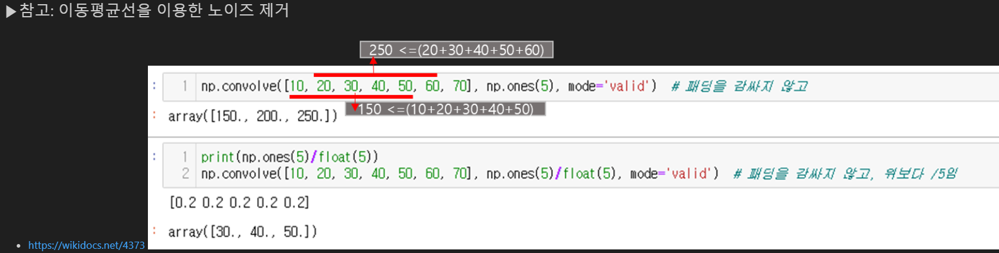 ▶참고: 이동평균선을 이용한 노이즈 제거
250 <=(20+30+40+50+60)
: 1 np.convolve([10, 20, 30, 40, 50, 60, 70], np.ones(5), mode='valid') # 패딩을 감싸지 않고
: array([150., 200., 250.])
150 <=(10+20+30+40+50)
: 1 print(np.ones(5)/float(5))
2 np.convolve([10, 20, 30, 40, 50, 60, 70], np.ones(5)/float(5), mode='valid') # 패딩을 감싸지 않고, 위보다 /5임
[0.2 0.2 0.2 0.2 0.2]
: array([30., 40., 50.])
• https://wikidocs.net/4373